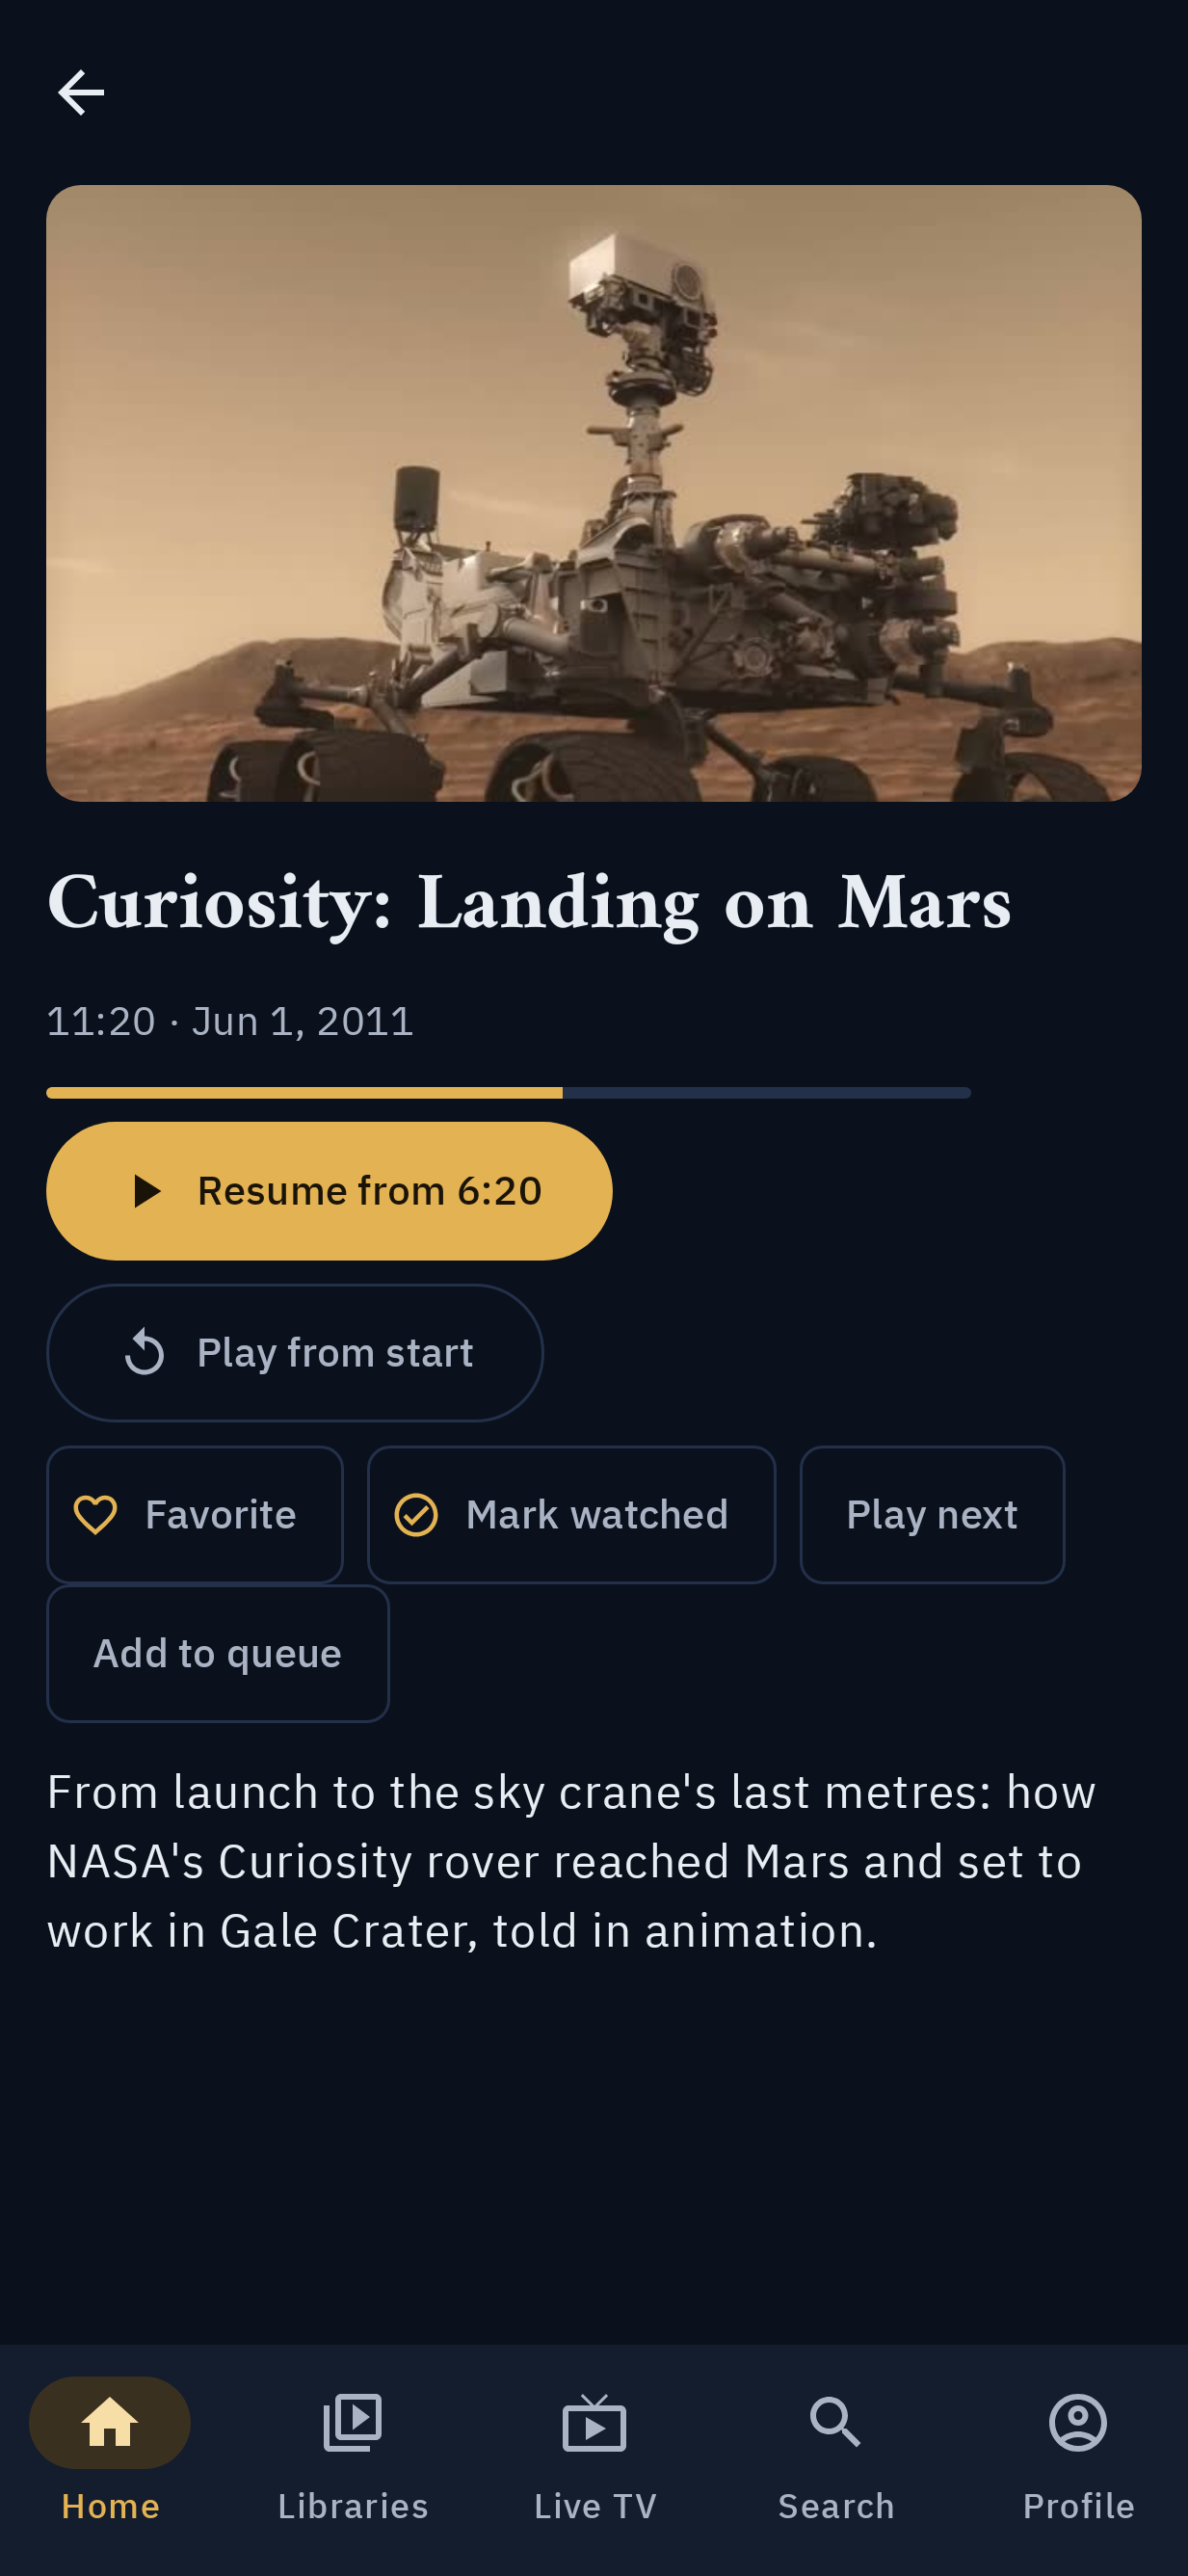 Curiosity: Landing on Mars
11:20 · Jun 1, 2011
Resume from 6:20
Play from start
Favorite
Mark watched
Play next
Add to queue
From launch to the sky crane's last metres: how
NASA's Curiosity rover reached Mars and set to
work in Gale Crater, told in animation.
Home
Libraries
Live TV
Search
Profile